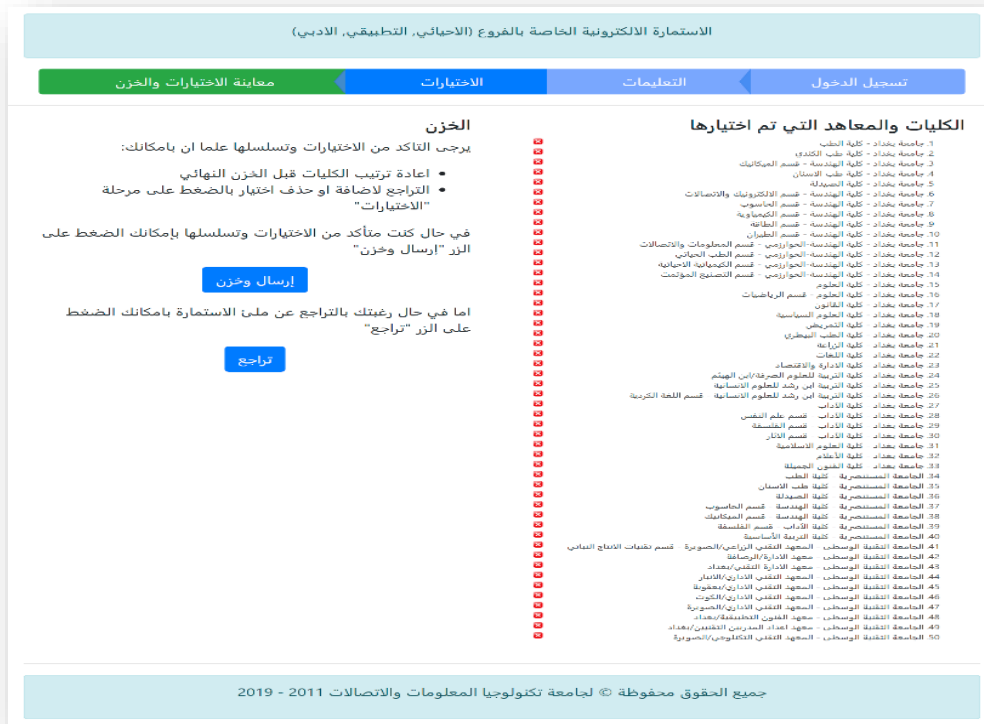 الاستمارة الالكترونية الخاصة بالفروع (الاحيائي, التطبيقي, الادبي)
تسجيل الدخول
التعليمات
الاختيارات
معاينة الاختيارات والخزن
الكليات والمعاهد التي تم اختيارها
1. جامعة بغداد - كلية الطب
2. جامعة بغداد - كلية طب الكندي
3. جامعة بغداد - كلية الهندسة - قسم الميكانيك
4. جامعة بغداد - كلية طب الاسنان
5. جامعة بغداد - كلية الصيدلة
6. جامعة بغداد - كلية الهندسة - قسم الالكترونيك والاتصالات
7. جامعة بغداد - كلية الهندسة - قسم الحاسوب
8. جامعة بغداد - كلية الهندسة - قسم الكيمياوية
9. جامعة بغداد - كلية الهندسة - قسم الطاقة
10. جامعة بغداد - كلية الهندسة - قسم الطيران
11. جامعة بغداد - كلية الهندسة-الخوارزمي - قسم المعلومات والاتصالات
12. جامعة بغداد - كلية الهندسة-الخوارزمي - قسم الطب الحياتي
13. جامعة بغداد - كلية الهندسة-الخوارزمي - قسم الكيميائية الاحيائية
14. جامعة بغداد - كلية الهندسة-الخوارزمي - قسم التصنيع المؤتمت
15. جامعة بغداد - كلية العلوم
16. جامعة بغداد - كلية العلوم - قسم الرياضيات
17. جامعة بغداد - كلية القانون
18. جامعة بغداد - كلية العلوم السياسية
19. جامعة بغداد - كلية التمريض
20. جامعة بغداد - كلية الطب البيطري
21. جامعة بغداد - كلية الزراعة
22. جامعة بغداد - كلية اللغات
23. جامعة بغداد - كلية الادارة والاقتصاد
24. جامعة بغداد - كلية التربية للعلوم الصرفة/ابن الهيثم
25. جامعة بغداد - كلية التربية ابن رشد للعلوم الانسانية
26. جامعة بغداد - كلية التربية ابن رشد للعلوم الانسانية - قسم اللغة الكردية
27. جامعة بغداد - كلية الاداب
28. جامعة بغداد - كلية الاداب - قسم علم النفس
29. جامعة بغداد - كلية الاداب - قسم الفلسفة
30. جامعة بغداد - كلية الاداب - قسم الاثار
31. جامعة بغداد - كلية العلوم الاسلامية
32. جامعة بغداد - كلية الأعلام
33. جامعة بغداد - كلية الفنون الجميلة
34. الجامعة المستنصرية - كلية الطب
35. الجامعة المستنصرية - كلية طب الاسنان
36. الجامعة المستنصرية - كلية الصيدلة
37. الجامعة المستنصرية - كلية الهندسة - قسم الحاسوب
38. الجامعة المستنصرية - كلية الهندسة - قسم الميكانيك
39. الجامعة المستنصرية - كلية الآداب - قسم الفلسفة
40. الجامعة المستنصرية - كلية التربية الأساسية
41. الجامعة التقنية الوسطى - المعهد التقني الزراعي/الصويرة - قسم تقنيات الانتاج النباتي
42. الجامعة التقنية الوسطى - معهد الادارة/الرصافة
43. الجامعة التقنية الوسطى - معهد الادارة التقني/بغداد
44. الجامعة التقنية الوسطى - المعهد التقني الاداري/الانبار
45. الجامعة التقنية الوسطى - المعهد التقني الاداري/بعقوبة
46. الجامعة التقنية الوسطى - المعهد التقني الاداري/الكوت
47. الجامعة التقنية الوسطى - المعهد التقني الاداري/الصويرة
48. الجامعة التقنية الوسطى - معهد الفنون التطبيقية/بغداد
49. الجامعة التقنية الوسطى - معهد اعداد المدربين التقنيين/بغداد
50. الجامعة التقنية الوسطى - المعهد التقني التكنلوجي/الصويرة
الخزن
يرجى التاكد من الاختيارات وتسلسلها علما ان بامكانك:
اعادة ترتيب الكليات قبل الخزن النهائي
التراجع لاضافة او حذف اختيار بالضغط على مرحلة
"الاختيارات"
في حال كنت متأكد من الاختيارات وتسلسلها بإمكانك الضغط على
الزر "إرسال وخزن"
إرسال وخزن
اما في حال رغبتك بالتراجع عن ملئ الاستمارة بامكانك الضغط
على الزر "تراجع"
تراجع
جميع الحقوق محفوظة © لجامعة تكنولوجيا المعلومات والاتصالات 2011 - 2019